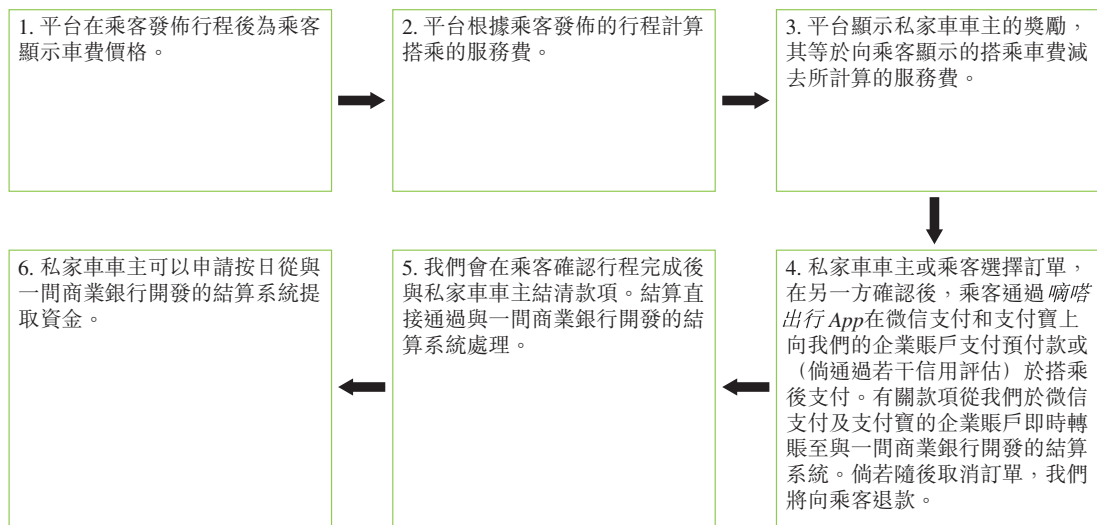 1. 平台在乘客發佈行程後為乘客
顯示車費價格。
2. 平台根據乘客發佈的行程計算
搭乘的服務費。
3. 平台顯示私家車車主的獎勵，
其等於向乘客顯示的搭乘車費減
去所計算的服務費。
4. 私家車車主或乘客選擇訂單，
在另一方確認後，乘客通過嘀嗒
出行App在微信支付和支付寶上
向我們的企業賬戶支付預付款或
（倘通過若干信用評估）於搭乘
後支付。有關款項從我們於微信
支付及支付寶的企業賬戶即時轉
賬至與一間商業銀行開發的結算
系統。倘若隨後取消訂單，我們
將向乘客退款。
5. 我們會在乘客確認行程完成後
與私家車車主結清款項。結算直
接通過與一間商業銀行開發的結
算系統處理。
6. 私家車車主可以申請按日從與
一間商業銀行開發的結算系統提
取資金。